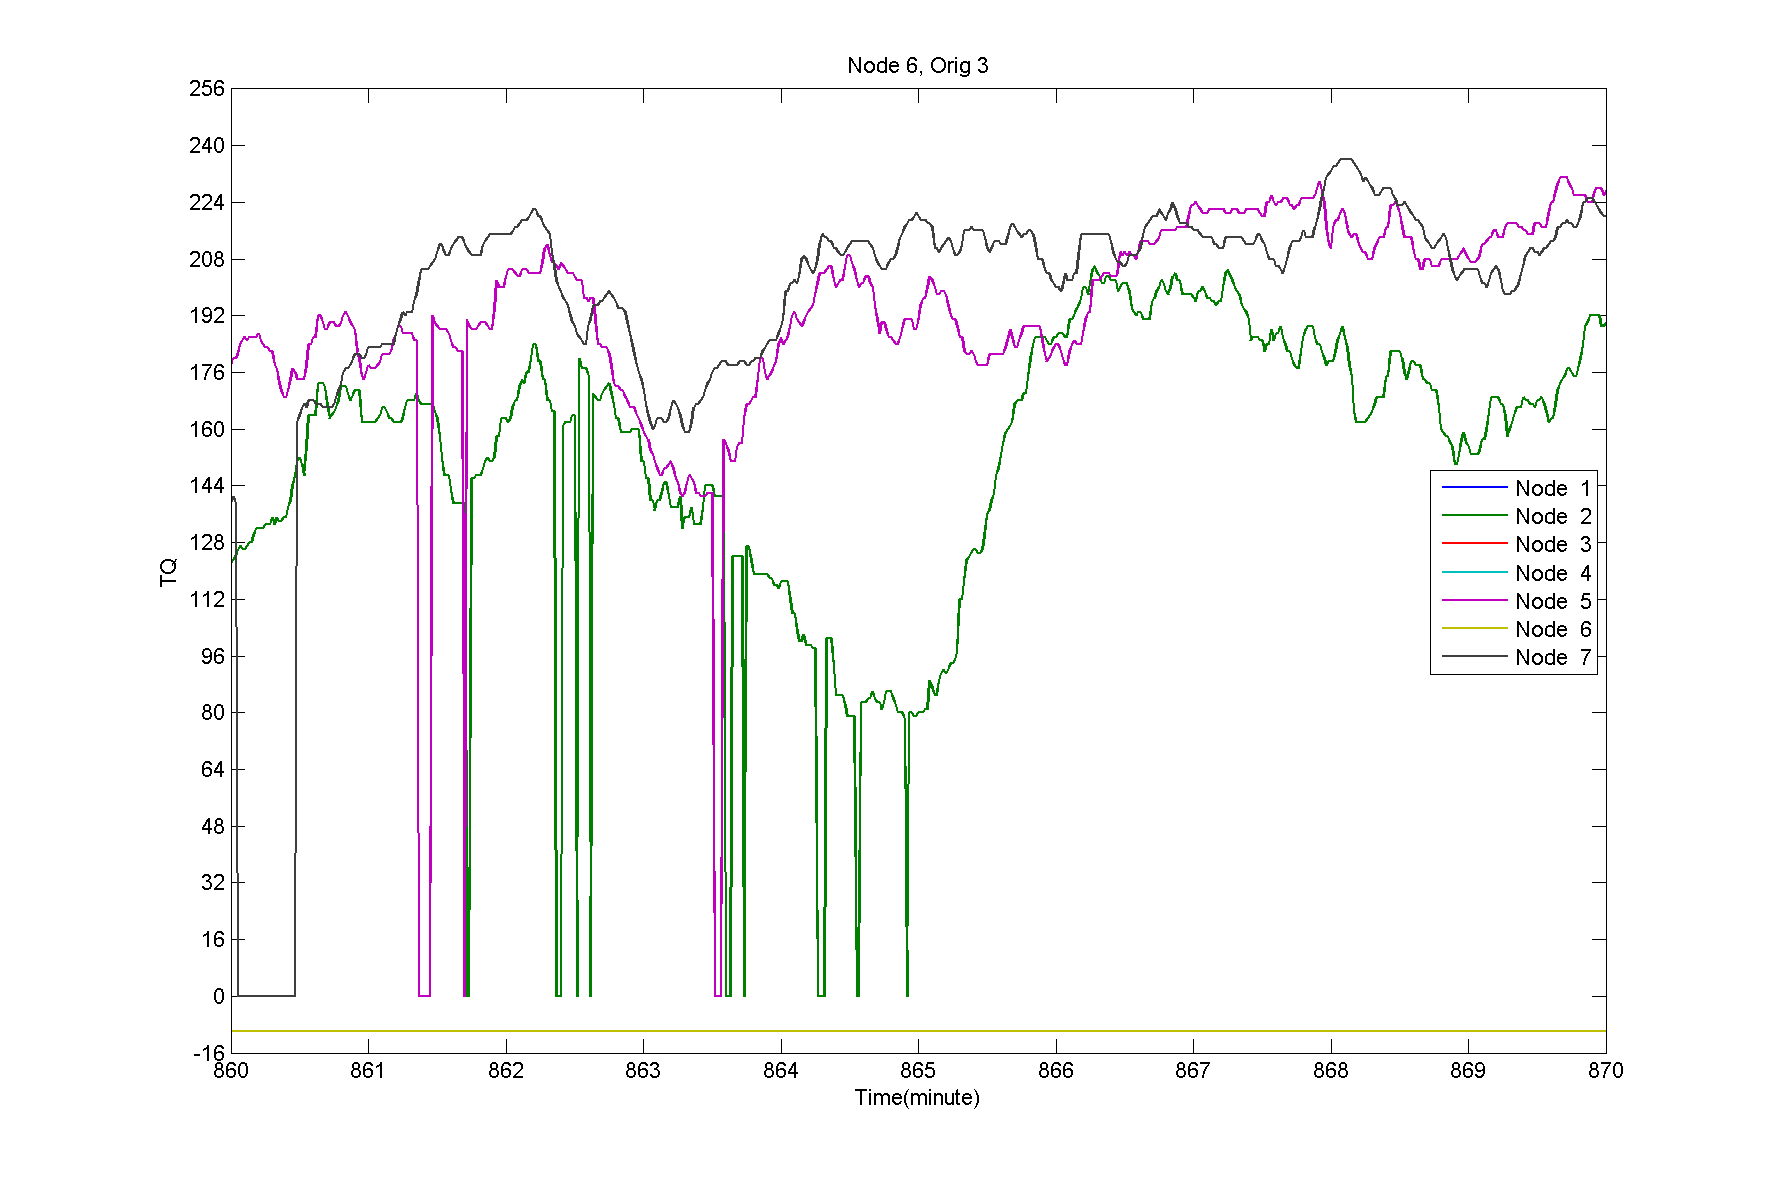 Node 6, Orig 3
256
240
224
208
192
176
160
144
128
112
96
80
64
48
32
16
0
-16
TQ
860 861 862 863 864 865 866 867 868 869 870
Time(minute)
Node 1
Node 2
Node 3
Node 4
Node 5
Node 6
Node 7